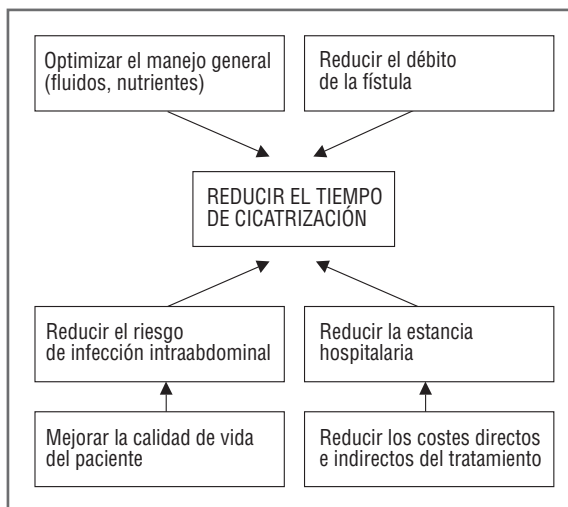 Optimizar el manejo general
(fluidos, nutrientes)
Reducir el débito
de la fístula
REDUCIR EL TIEMPO
DE CICATRIZACIÓN
Reducir el riesgo
de infección intraabdominal
Reducir la estancia
hospitalaria
Mejorar la calidad de vida
del paciente
Reducir los costes directos
e indirectos del tratamiento